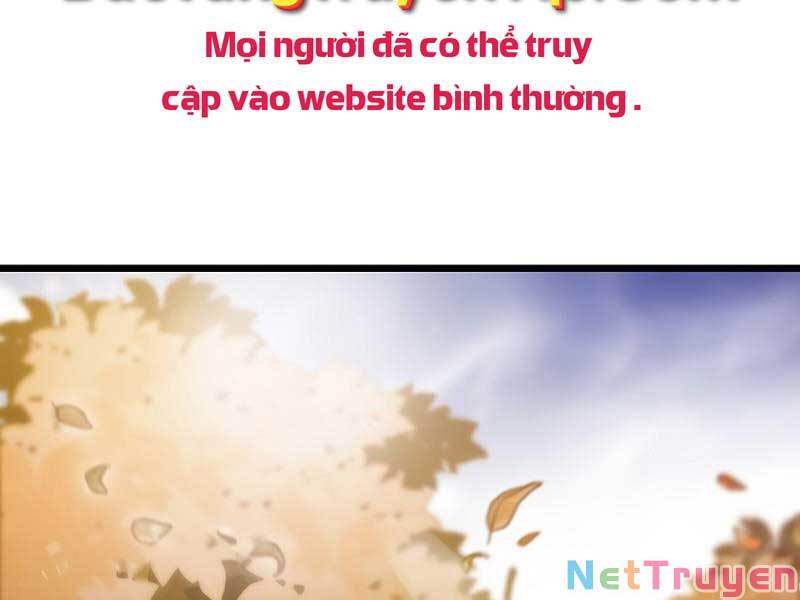 Mọi người đã có thể truy
cập vào website bình thường .
NetTruyen